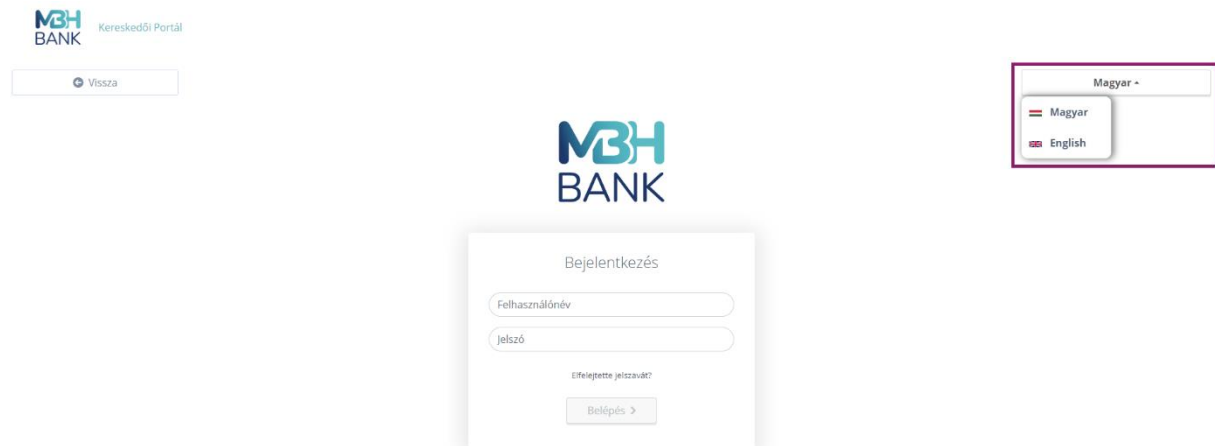 MBH
BANK
Kereskedői Portál
Vissza
Magyar
Magyar
English
MBH
BANK
Bejelentkezés
Felhasználónév
Jelszó
Elfelejtette jelszavát?
Belépés